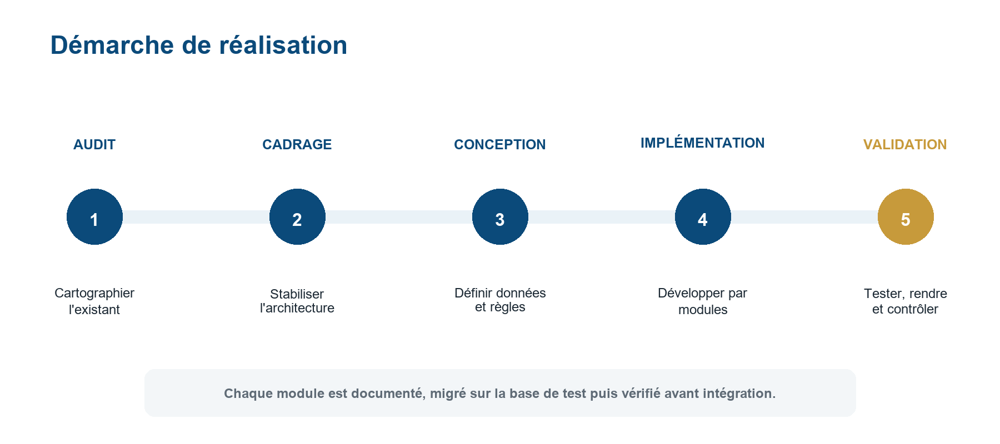 Démarche de réalisation
AUDIT
CADRAGE
CONCEPTION
IMPLÉMENTATION
VALIDATION
1
2
3
4
5
Cartographier
l'existant
Stabiliser
l'architecture
Définir données
et règles
Développer par
modules
Tester, rendre
et contrôler
Chaque module est documenté, migré sur la base de test puis vérifié avant intégration.